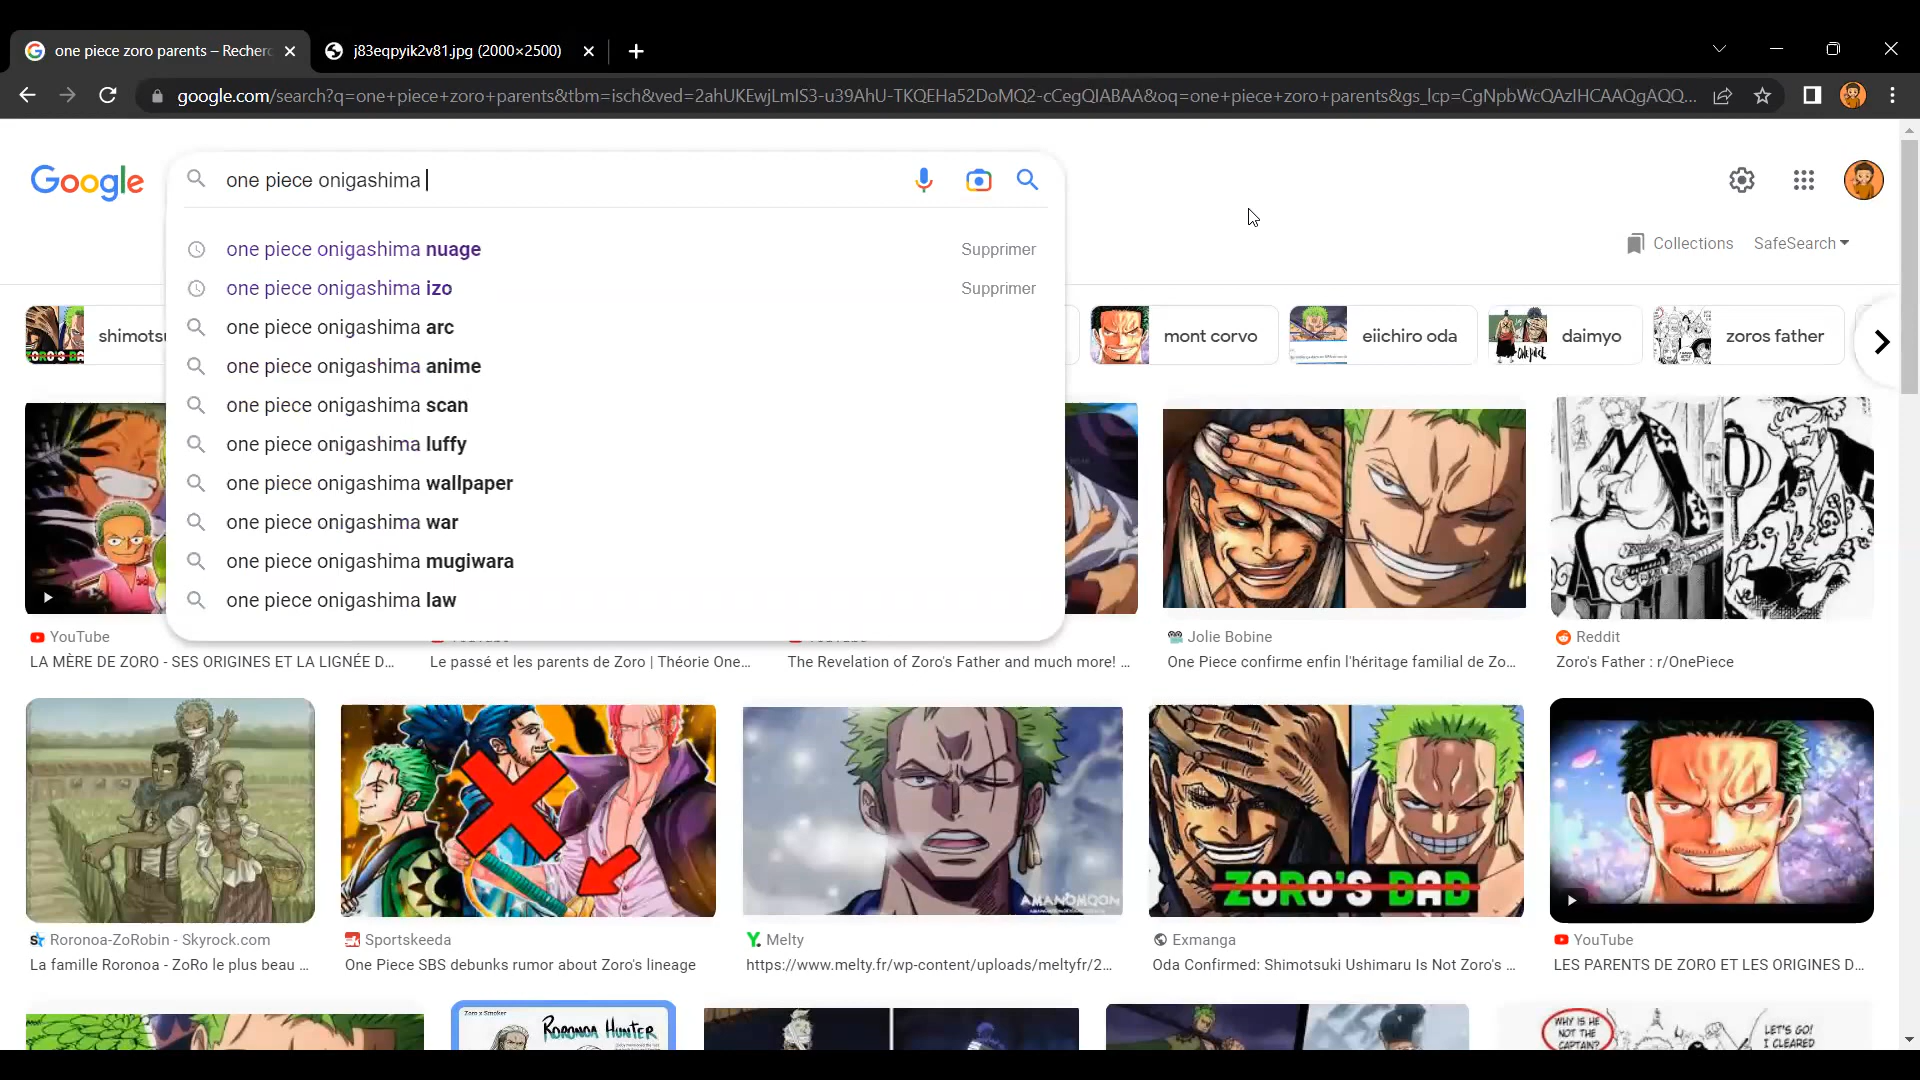 one piece zoro parents – Recherc
j83eqpyik2v81.jpg (2000×2500)
google.com/search?q=one+piece+zoro+parents&tbm=isch&ved=2ahUKEwjLmIS3-u39AhU-TKQEHa52DoMQ2-cCegQIABAA&oq=one+piece+zoro+parents&gs_lcp=CgNpbWcQAzIHCAAQgAQQ...
Google
one piece onigashima
one piece onigashima nuage
Supprimer
one piece onigashima izo
Supprimer
one piece onigashima arc
one piece onigashima anime
one piece onigashima scan
one piece onigashima luffy
one piece onigashima wallpaper
one piece onigashima war
one piece onigashima mugiwara
one piece onigashima law
Collections
SafeSearch
ZORO'S DAD
shimotsu
mont corvo
eiichiro oda
daimyo
zoros father
YouTube
LA MÈRE DE ZORO - SES ORIGINES ET LA LIGNÉE D...
Le passé et les parents de Zoro | Théorie One...
The Revelation of Zoro's Father and much more! ...
Jolie Bobine
One Piece confirme enfin l'héritage familial de Zo...
Reddit
Zoro's Father : r/OnePiece
AMANOMOON
ZORO'S DAD
Roronoa-ZoRobin - Skyrock.com
La famille Roronoa - ZoRo le plus beau ...
Sportskeeda
One Piece SBS debunks rumor about Zoro's lineage
Melty
https://www.melty.fr/wp-content/uploads/meltyfr/2...
Exmanga
Oda Confirmed: Shimotsuki Ushimaru Is Not Zoro's ...
YouTube
LES PARENTS DE ZORO ET LES ORIGINES D...
Zoro x Smoker
RORONOA HUNTER
WHY IS HE
NOT THE
CAPTAIN?
LET'S GO!
I CLEARED